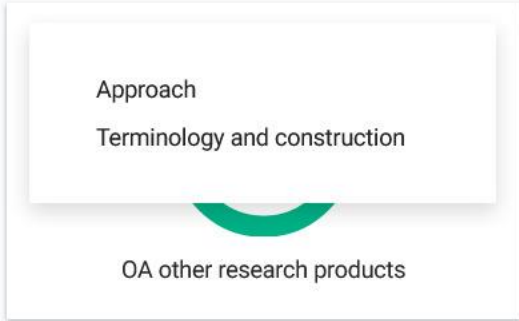 Approach
Terminology and construction
OA other research products